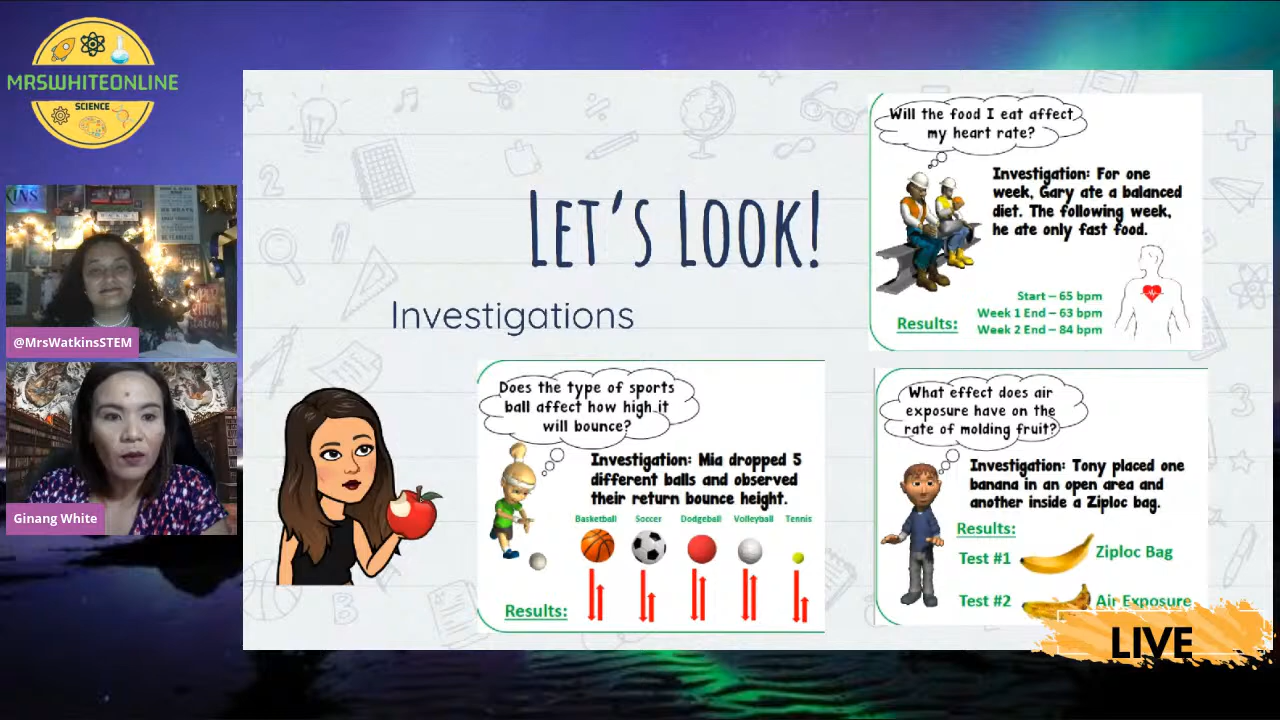 MRSWHITEONLINE
SCIENCE
@MrsWatkinsSTEM
Ginang White
LET'S LOOK!
Investigations
Will the food I eat affect
my heart rate?
Investigation: For one
week, Gary ate a balanced
diet. The following week,
he ate only fast food.
Start – 65 bpm
Week 1 End – 63 bpm
Results: Week 2 End – 84 bpm
Does the type of sports
ball affect how high it
will bounce?
Investigation: Mia dropped 5
different balls and observed
their return bounce height.
Basketball Soccer Dodgeball Volleyball Tennis
Results:
What effect does air
exposure have on the
rate of molding fruit?
Investigation: Tony placed one
banana in an open area and
another inside a Ziploc bag.
Results:
Test #1 Ziploc Bag
Test #2 Air Exposure
LIVE
2
3
B